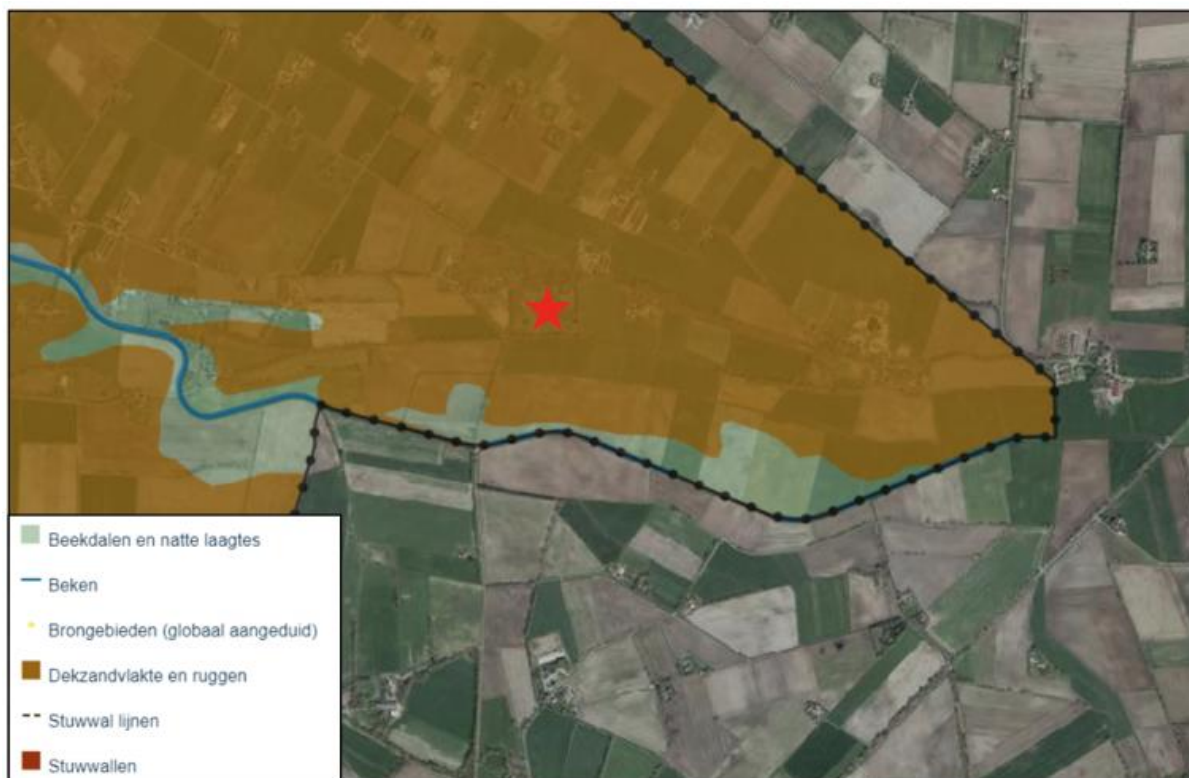 Beekdalen en natte laagtes
Beken
Brongebieden (globaal aangeduid)
Dekzandvlakte en ruggen
Stuwwal lijnen
Stuwwallen